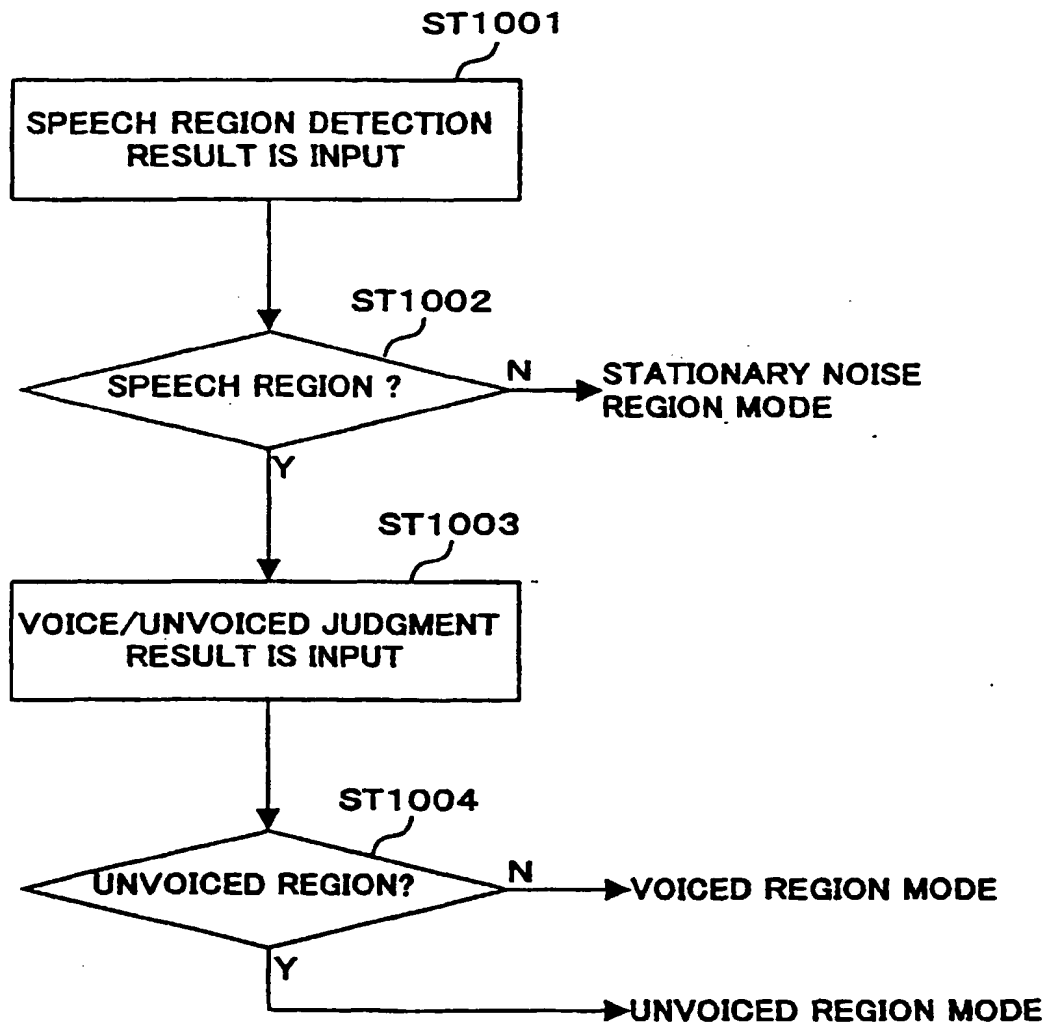 ST1001
SPEECH REGION DETECTION
RESULT IS INPUT
ST1002
SPEECH REGION ?
N
STATIONARY NOISE
REGION MODE
Y
ST1003
VOICE/UNVOICED JUDGMENT
RESULT IS INPUT
ST1004
UNVOICED REGION?
N
VOICED REGION MODE
Y
UNVOICED REGION MODE